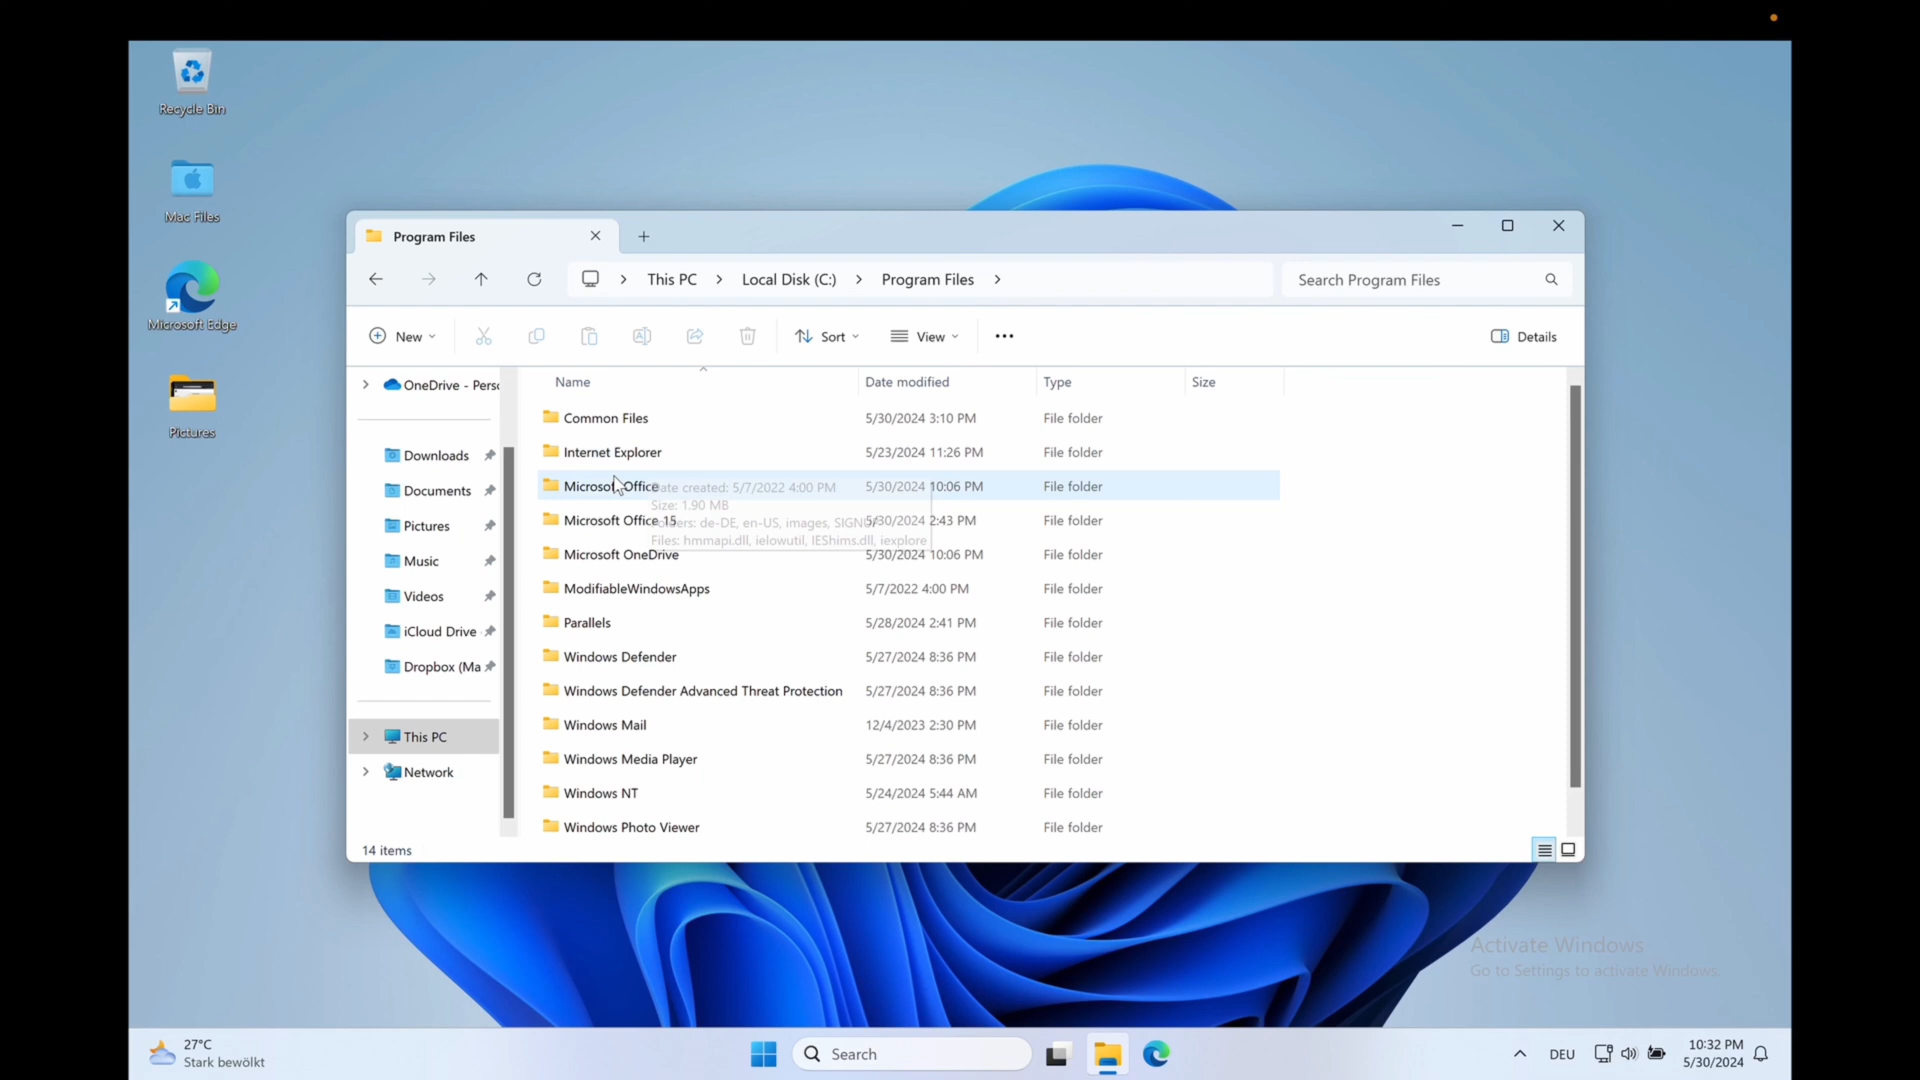 Recycle Bin
Mac Files
Microsoft Edge
Pictures
Program Files
This PC
Local Disk (C:)
Program Files
Search Program Files
New
Sort
View
Details
OneDrive - Perso
Downloads
Documents
Pictures
Music
Videos
iCloud Drive
Dropbox (Ma
This PC
Network
Name Date modified Type Size
Common Files 5/30/2024 3:10 PM File folder
Internet Explorer 5/23/2024 11:26 PM File folder
Microsoft Office 5/30/2024 10:06 PM File folder
Microsoft Office 15 5/30/2024 2:43 PM File folder
Microsoft OneDrive 5/30/2024 10:06 PM File folder
ModifiableWindowsApps 5/7/2022 4:00 PM File folder
Parallels 5/28/2024 2:41 PM File folder
Windows Defender 5/27/2024 8:36 PM File folder
Windows Defender Advanced Threat Protection 5/27/2024 8:36 PM File folder
Windows Mail 12/4/2023 2:30 PM File folder
Windows Media Player 5/27/2024 8:36 PM File folder
Windows NT 5/24/2024 5:44 AM File folder
Windows Photo Viewer 5/27/2024 8:36 PM File folder
Date created: 5/7/2022 4:00 PM
Size: 1.90 MB
Folders: de-DE, en-US, images, SIGNUP
Files: hmmapi.dll, ielowutil, IEShims.dll, iexplore
14 items
Activate Windows
Go to Settings to activate Windows.
27°C
Stark bewölkt
Search
DEU
10:32 PM
5/30/2024